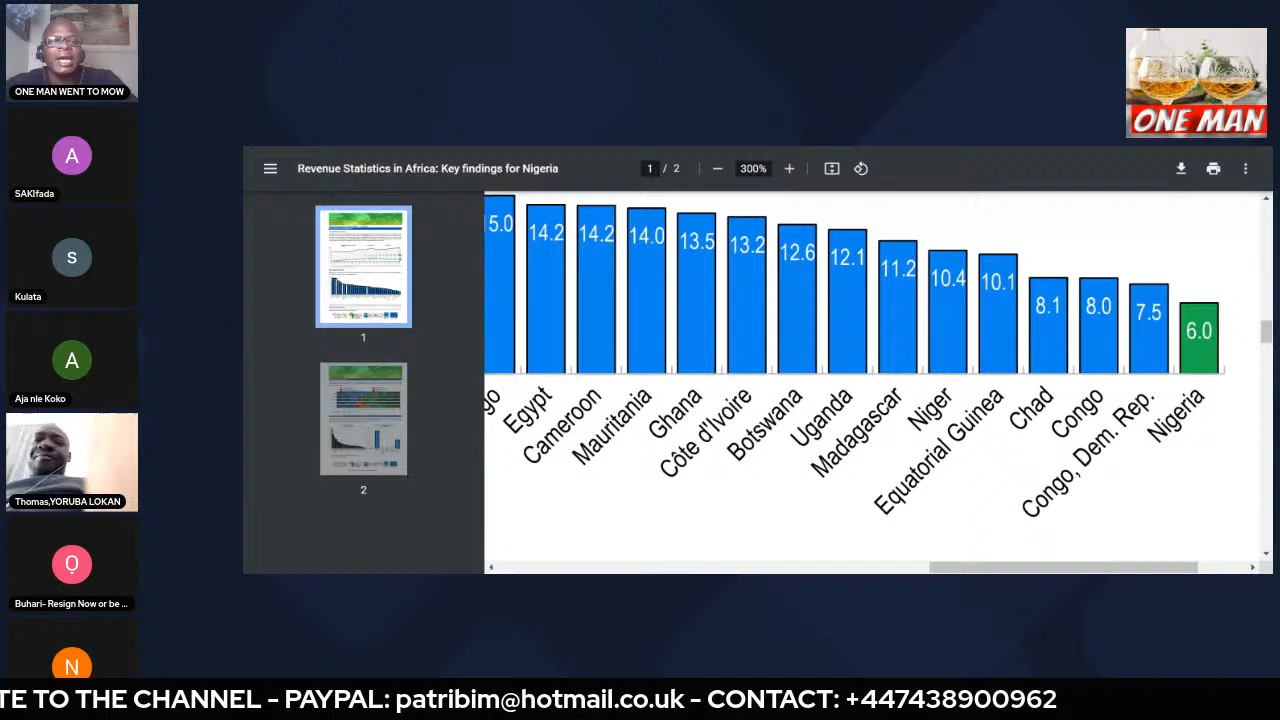 ONE MAN WENT TO MOW
A
SAKIfada
S
Kulata
A
Aja nle Koko
Thomas,YORUBA LOKAN
Ọ
Buhari- Resign Now or be ...
N
ONE MAN
Revenue Statistics in Africa: Key findings for Nigeria
1 / 2
300%
1
2
5.0 14.2 14.2 14.0 13.5 13.2 12.6 12.1 11.2 10.4 10.1 8.1 8.0 7.5 6.0
go
Egypt
Cameroon
Mauritania
Ghana
Côte d'Ivoire
Botswana
Uganda
Madagascar
Niger
Equatorial Guinea
Chad
Congo
Congo, Dem. Rep.
Nigeria
TE TO THE CHANNEL - PAYPAL: patribim@hotmail.co.uk - CONTACT: +447438900962